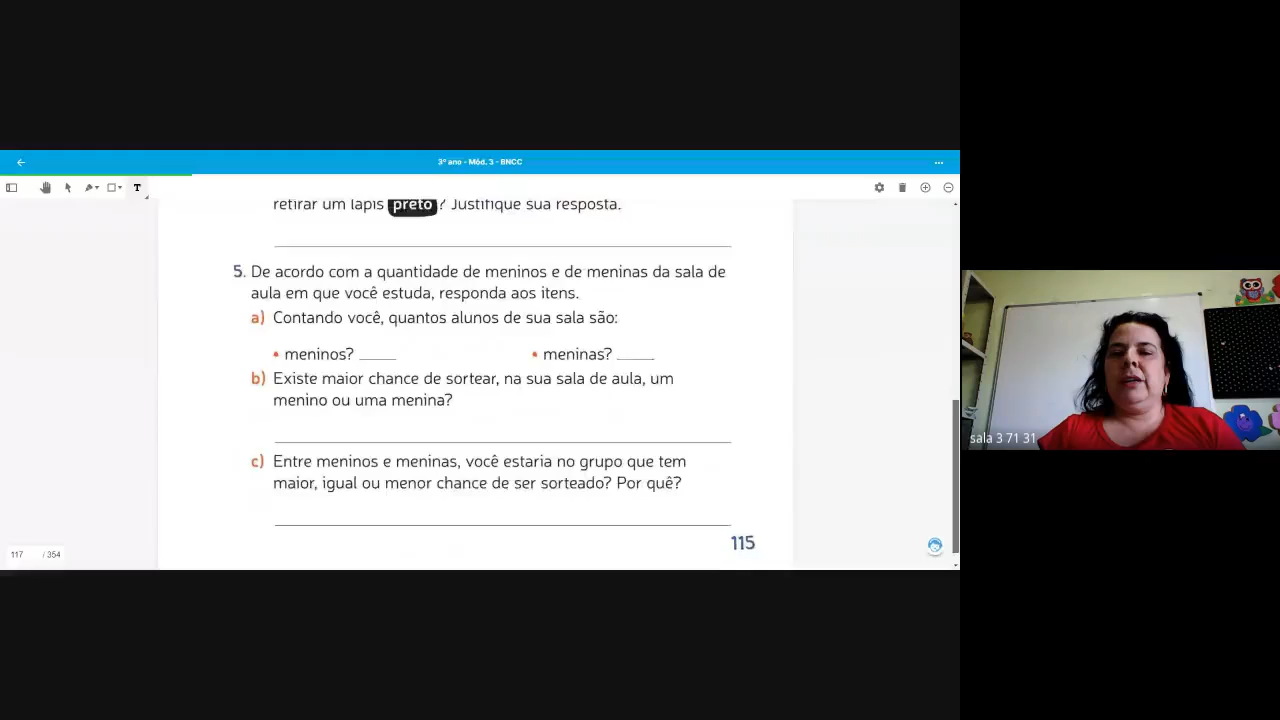 3º ano - Mód. 3 - BNCC
T
retirar um lápis preto? Justifique sua resposta.
5. De acordo com a quantidade de meninos e de meninas da sala de
aula em que você estuda, responda aos itens.
a) Contando você, quantos alunos de sua sala são:
• meninos? ____ • meninas? ____
b) Existe maior chance de sortear, na sua sala de aula, um
menino ou uma menina?
c) Entre meninos e meninas, você estaria no grupo que tem
maior, igual ou menor chance de ser sorteado? Por quê?
115
117 / 354
sala 3 71 31